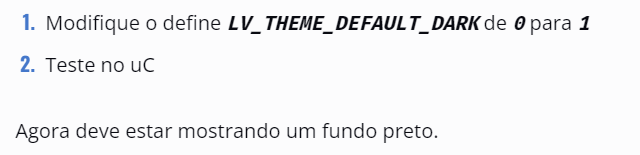 1. Modifique o define LV_THEME_DEFAULT_DARK de 0 para 1
2. Teste no uC
Agora deve estar mostrando um fundo preto.